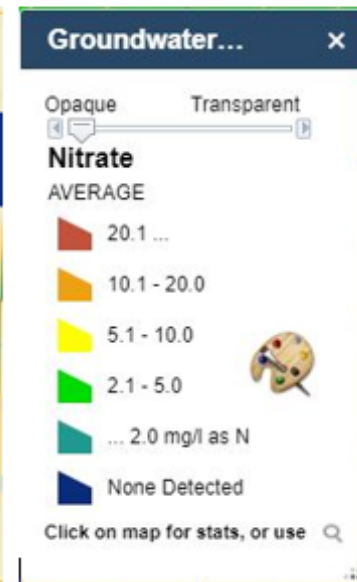 Groundwater... ×
Opaque Transparent
Nitrate
AVERAGE
20.1 ...
10.1 - 20.0
5.1 - 10.0
2.1 - 5.0
... 2.0 mg/l as N
None Detected
Click on map for stats, or use